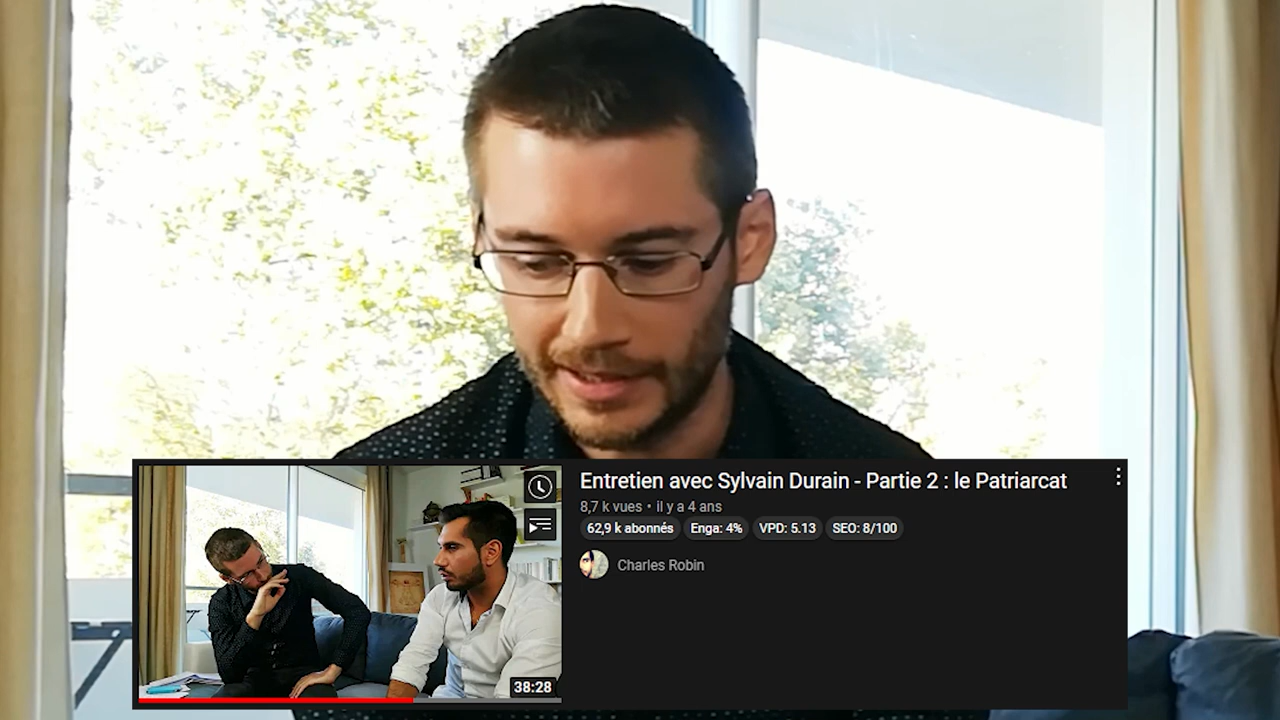 Entretien avec Sylvain Durain - Partie 2 : le Patriarcat
8,7 k vues • il y a 4 ans
62,9 k abonnés Enga: 4% VPD: 5.13 SEO: 8/100
Charles Robin
38:28